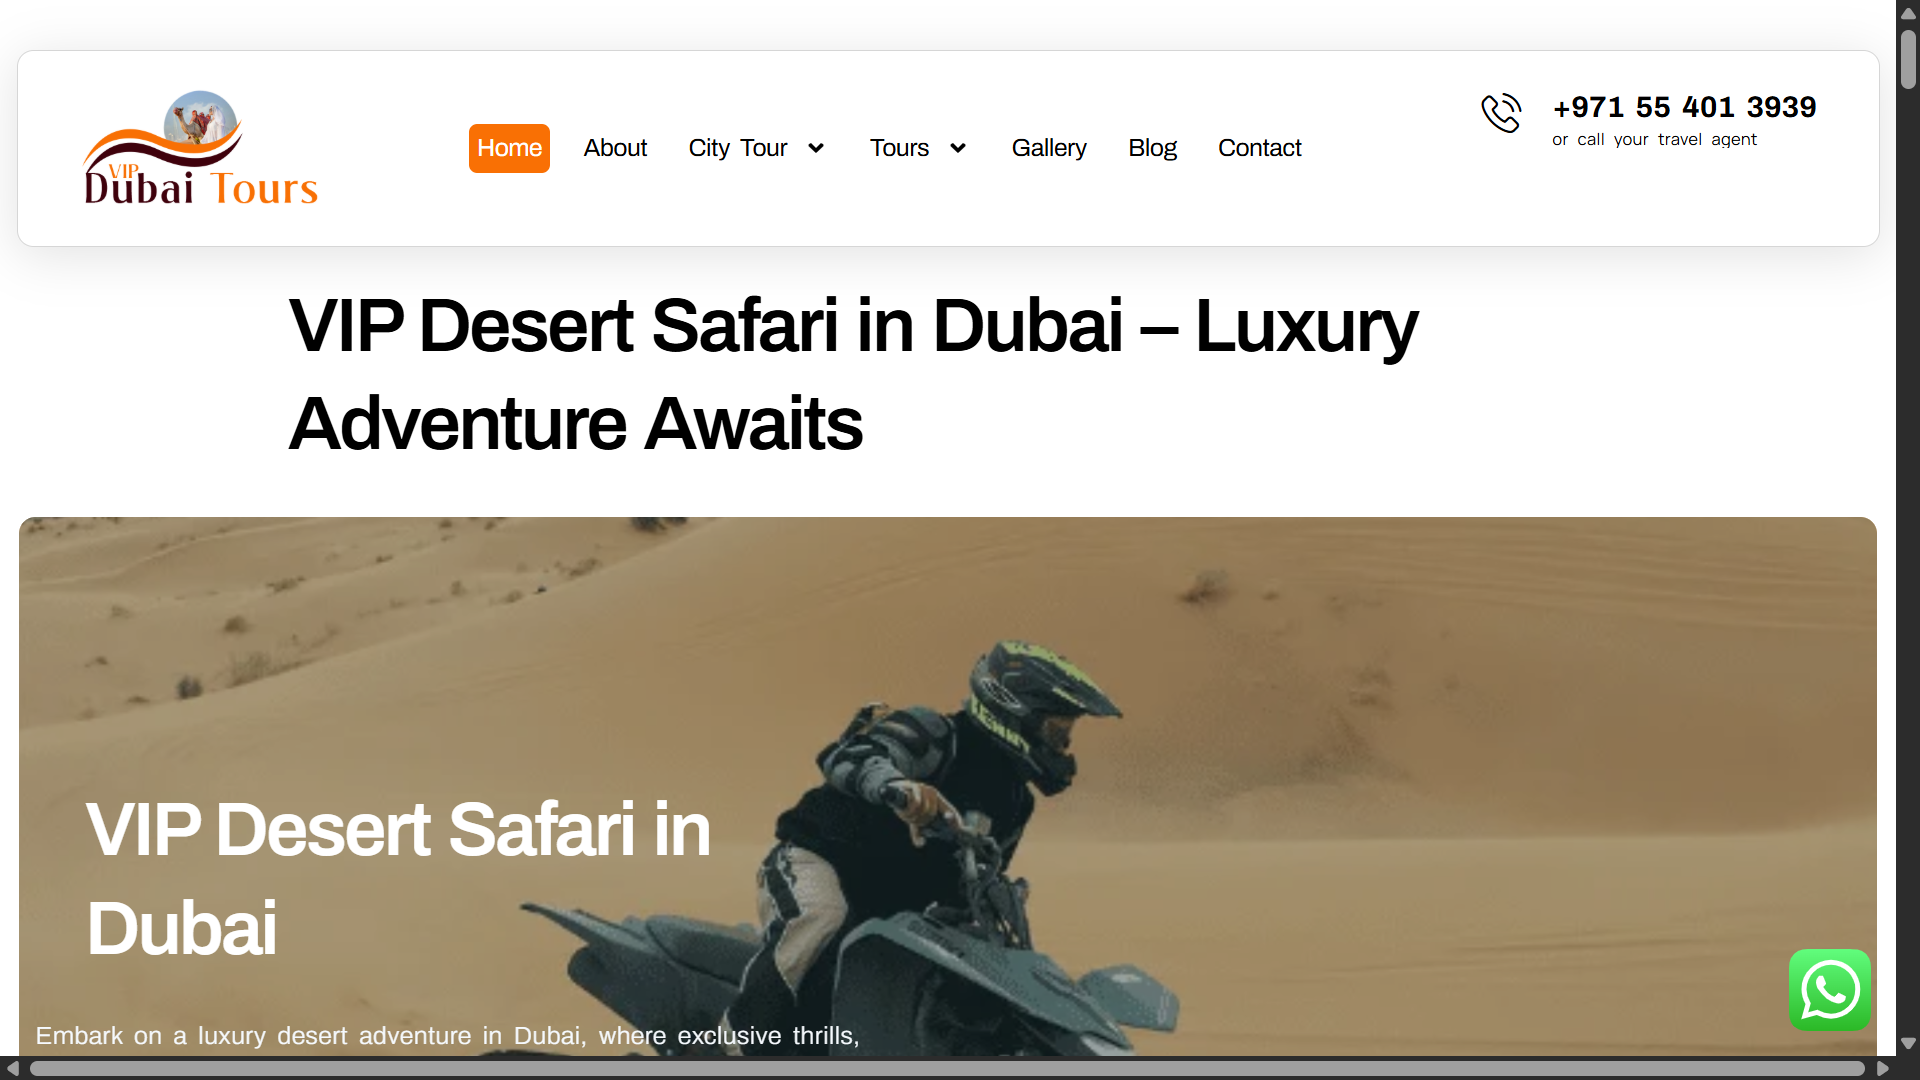 VIP
Dubai Tours
Home
About
City Tour
Tours
Gallery
Blog
Contact
+971 55 401 3939
or call your travel agent
VIP Desert Safari in Dubai – Luxury
Adventure Awaits
VIP Desert Safari in
Dubai
Embark on a luxury desert adventure in Dubai, where exclusive thrills,